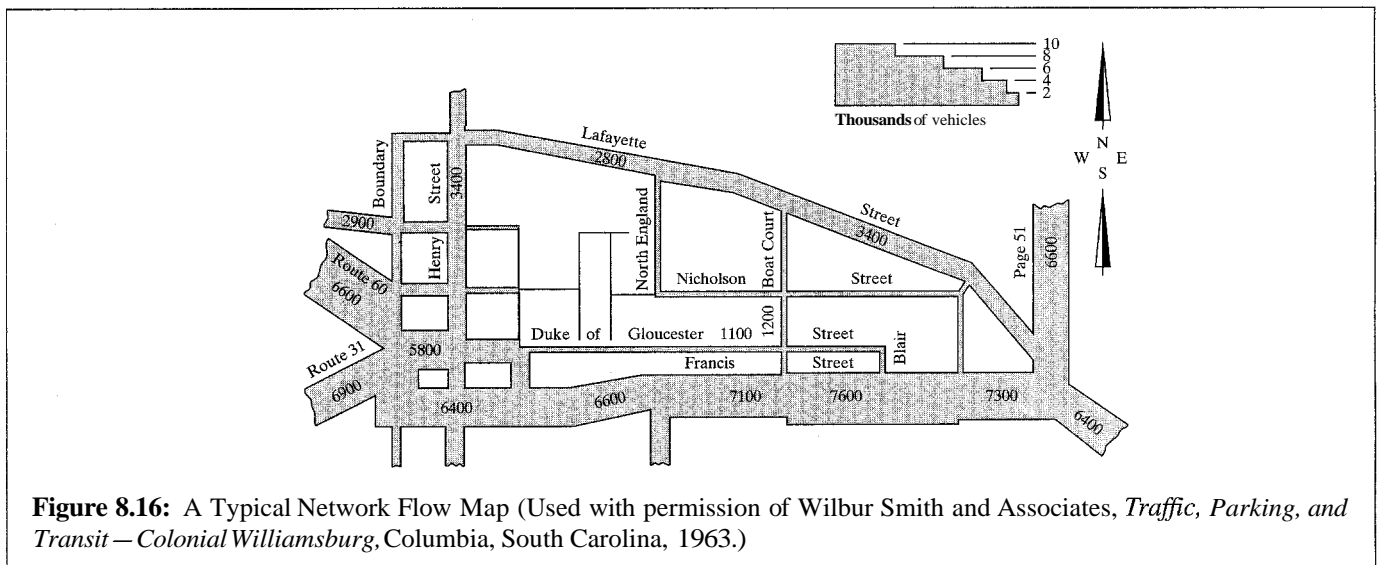 10
8
6
4
2
Thousands of vehicles
N
W E
S
Lafayette
2800
Boundary
Street
3400
2900
Henry
North England
Boat Court
Street
3400
Page 51
6600
Route 60
6600
Nicholson Street
Duke of Gloucester 1100 1200 Street
Blair
Route 31
5800
Francis Street
6900
6400
6600
7100
7600
7300
6400
Figure 8.16: A Typical Network Flow Map (Used with permission of Wilbur Smith and Associates, Traffic, Parking, and
Transit — Colonial Williamsburg, Columbia, South Carolina, 1963.)